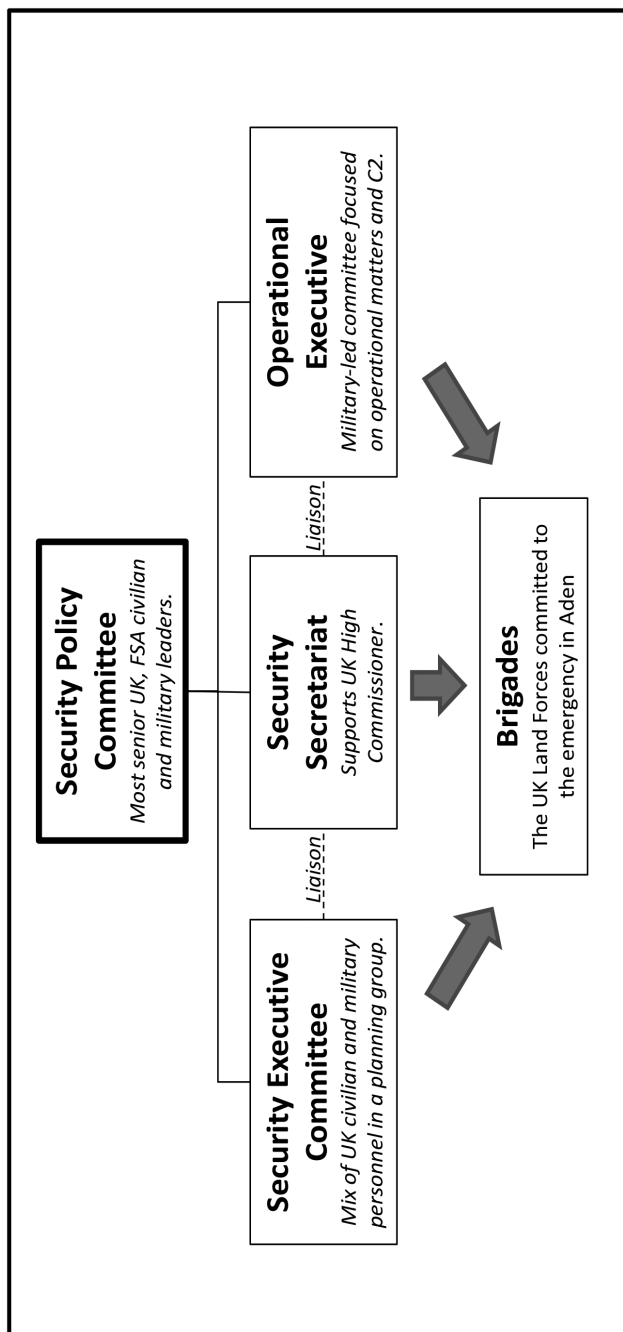 Security Policy
Committee
Most senior UK, FSA civilian
and military leaders.
Security Executive
Committee
Mix of UK civilian and military
personnel in a planning group.
Liaison
Security
Secretariat
Supports UK High
Commissioner.
Liaison
Operational
Executive
Military-led committee focused
on operational matters and C2.
Brigades
The UK Land Forces committed to
the emergency in Aden